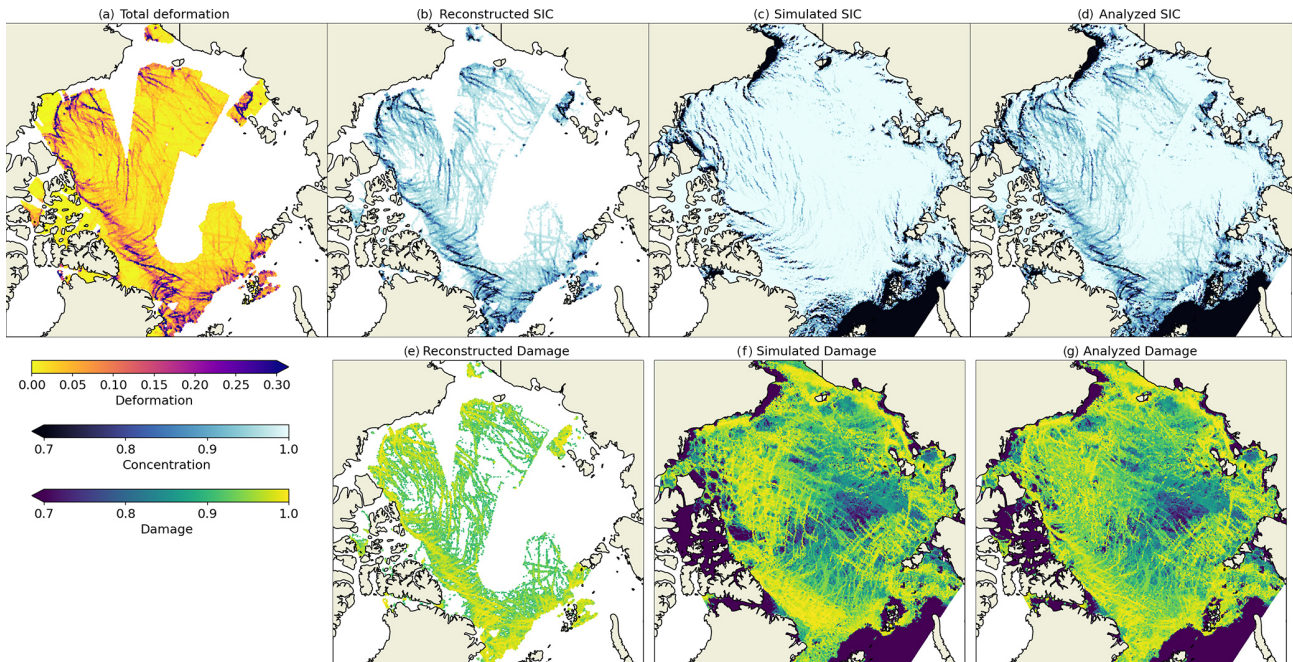 (a) Total deformation
(b) Reconstructed SIC
(c) Simulated SIC
(d) Analyzed SIC
(e) Reconstructed Damage
(f) Simulated Damage
(g) Analyzed Damage
0.00 0.05 0.10 0.15 0.20 0.25 0.30
Deformation
0.7 0.8 0.9 1.0
Concentration
0.7 0.8 0.9 1.0
Damage